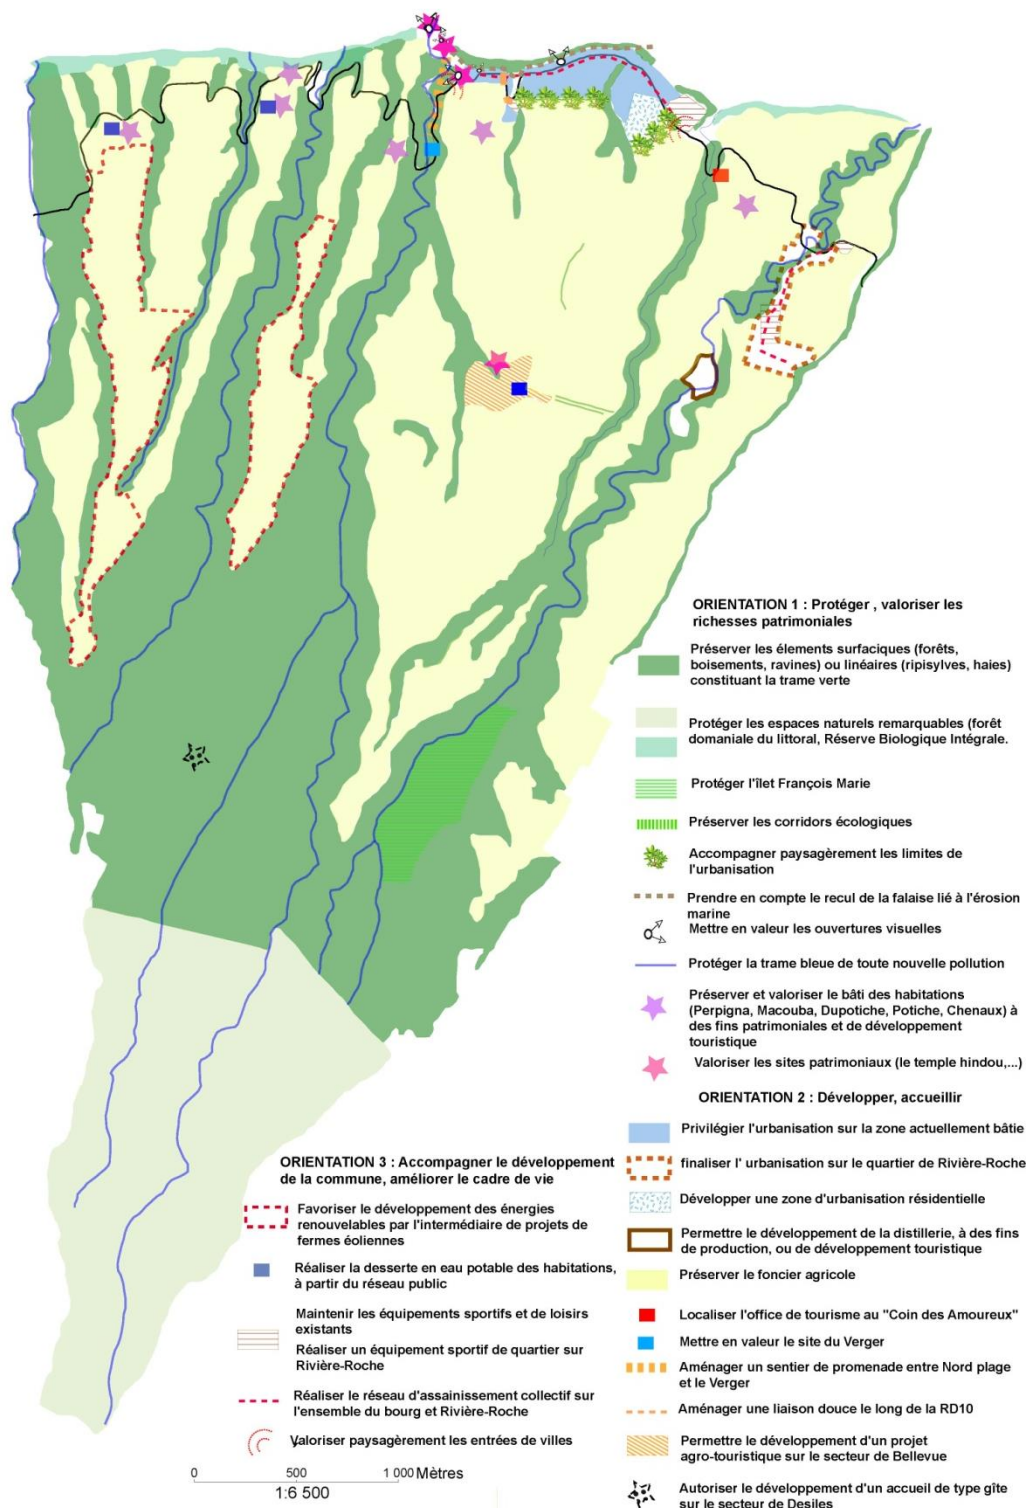 ORIENTATION 1 : Protéger , valoriser les
richesses patrimoniales
Préserver les élements surfaciques (forêts,
boisements, ravines) ou linéaires (ripisylves, haies)
constituant la trame verte
Protéger les espaces naturels remarquables (forêt
domaniale du littoral, Réserve Biologique Intégrale.
Protéger l'îlet François Marie
Préserver les corridors écologiques
Accompagner paysagèrement les limites de
l'urbanisation
Prendre en compte le recul de la falaise lié à l'érosion
marine
Mettre en valeur les ouvertures visuelles
Protéger la trame bleue de toute nouvelle pollution
Préserver et valoriser le bâti des habitations
(Perpigna, Macouba, Dupotiche, Potiche, Chenaux) à
des fins patrimoniales et de développement
touristique
Valoriser les sites patrimoniaux (le temple hindou,...)
ORIENTATION 2 : Développer, accueillir
Privilégier l'urbanisation sur la zone actuellement bâtie
finaliser l' urbanisation sur le quartier de Rivière-Roche
Développer une zone d'urbanisation résidentielle
Permettre le développement de la distillerie, à des fins
de production, ou de développement touristique
Préserver le foncier agricole
Localiser l'office de tourisme au "Coin des Amoureux"
Mettre en valeur le site du Verger
Aménager un sentier de promenade entre Nord plage
et le Verger
Aménager une liaison douce le long de la RD10
Permettre le développement d'un projet
agro-touristique sur le secteur de Bellevue
Autoriser le développement d'un accueil de type gîte
sur le secteur de Desiles
ORIENTATION 3 : Accompagner le développement
de la commune, améliorer le cadre de vie
Favoriser le développement des énergies
renouvelables par l'intermédiaire de projets de
fermes éoliennes
Réaliser la desserte en eau potable des habitations,
à partir du réseau public
Maintenir les équipements sportifs et de loisirs
existants
Réaliser un équipement sportif de quartier sur
Rivière-Roche
Réaliser le réseau d'assainissement collectif sur
l'ensemble du bourg et Rivière-Roche
Valoriser paysagèrement les entrées de villes
0 500 1 000 Mètres
1:6 500